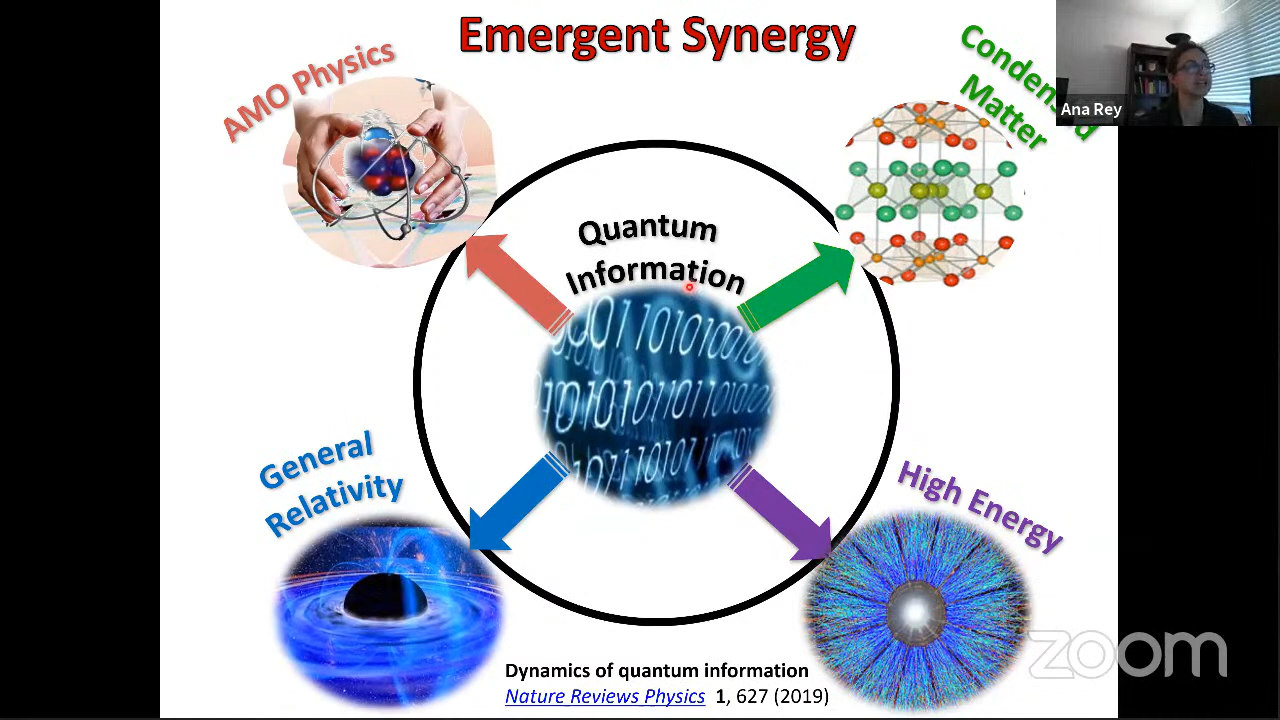 Emergent Synergy
AMO Physics
Condensed
Matter
Ana Rey
Quantum
Information
General
Relativity
High Energy
Dynamics of quantum information
Nature Reviews Physics 1, 627 (2019)
zoom